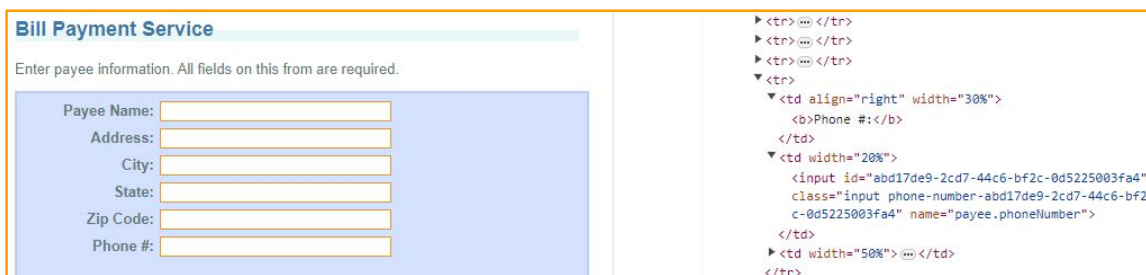 Bill Payment Service
Enter payee information. All fields on this from are required.
Payee Name:
Address:
City:
State:
Zip Code:
Phone #:
▶<tr>…</tr>
▶<tr>…</tr>
▶<tr>…</tr>
▼<tr>
▼<td align="right" width="30%">
<b>Phone #:</b>
</td>
▼<td width="20%">
<input id="abd17de9-2cd7-44c6-bf2c-0d5225003fa4"
class="input phone-number-abd17de9-2cd7-44c6-bf2
c-0d5225003fa4" name="payee.phoneNumber">
</td>
▶<td width="50%">…</td>
</tr>